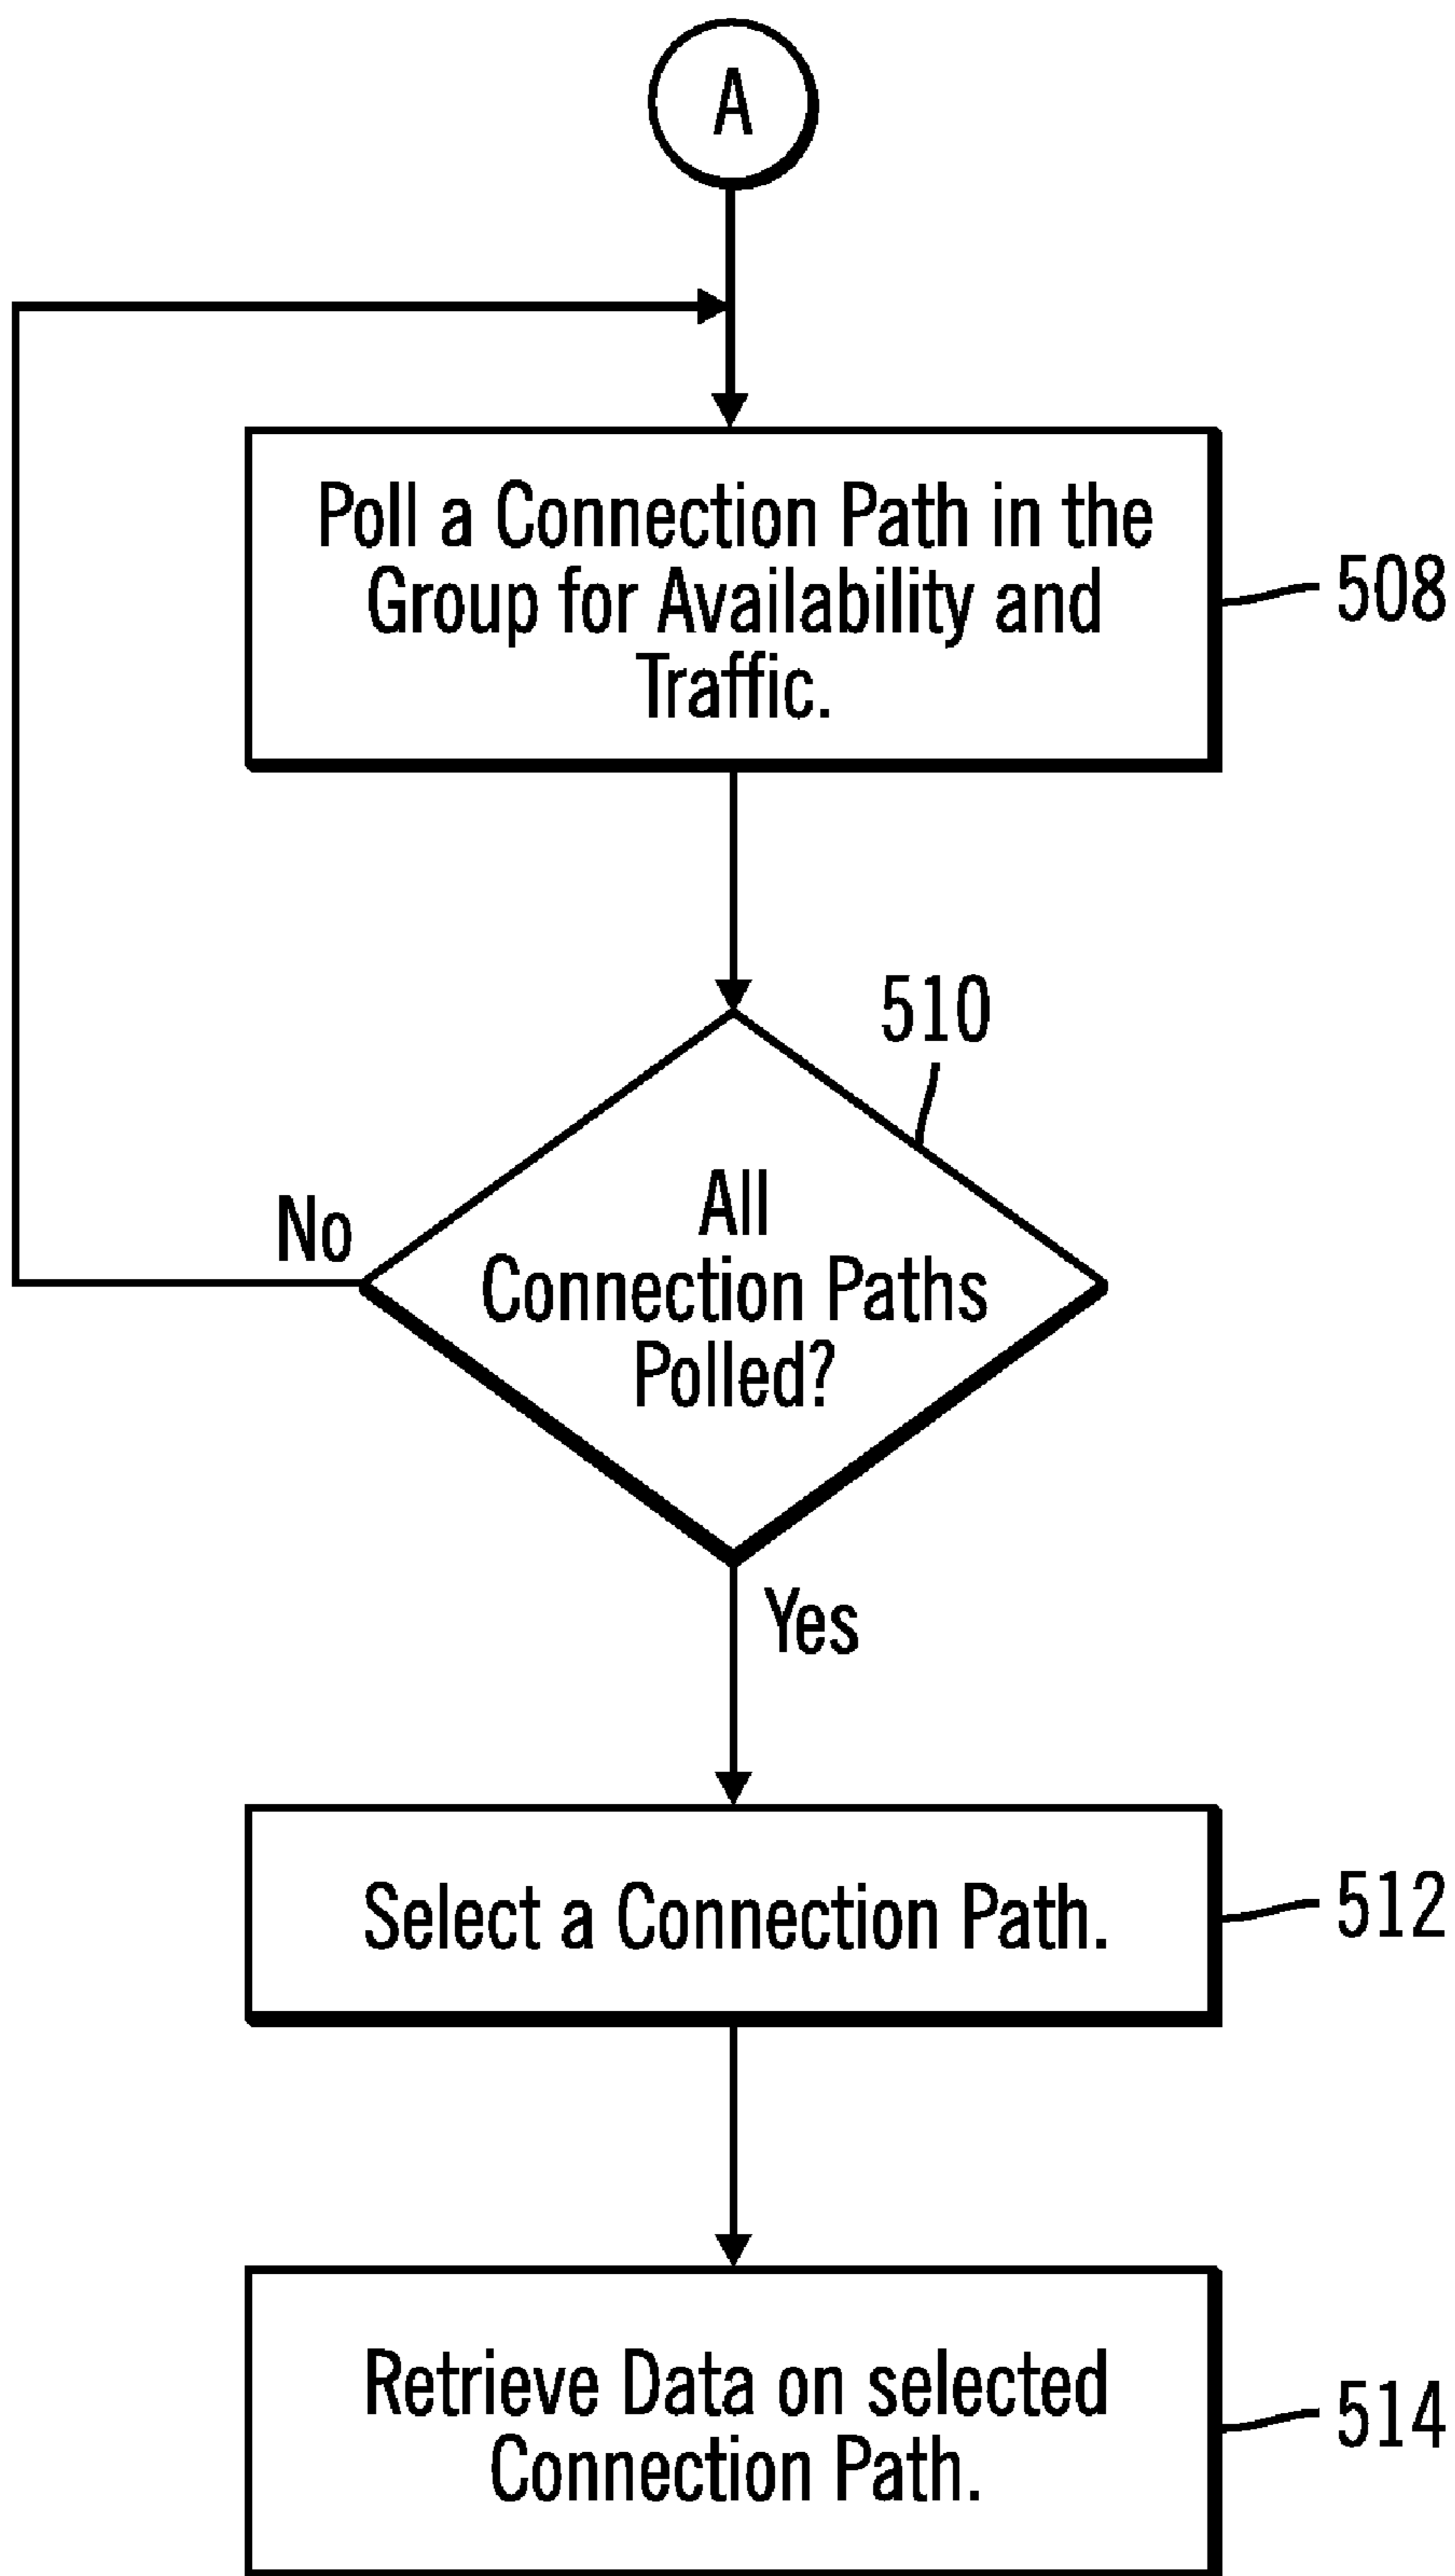 A
Poll a Connection Path in the
Group for Availability and
Traffic.
508
510
All
Connection Paths
Polled?
No
Yes
Select a Connection Path.
512
Retrieve Data on selected
Connection Path.
514